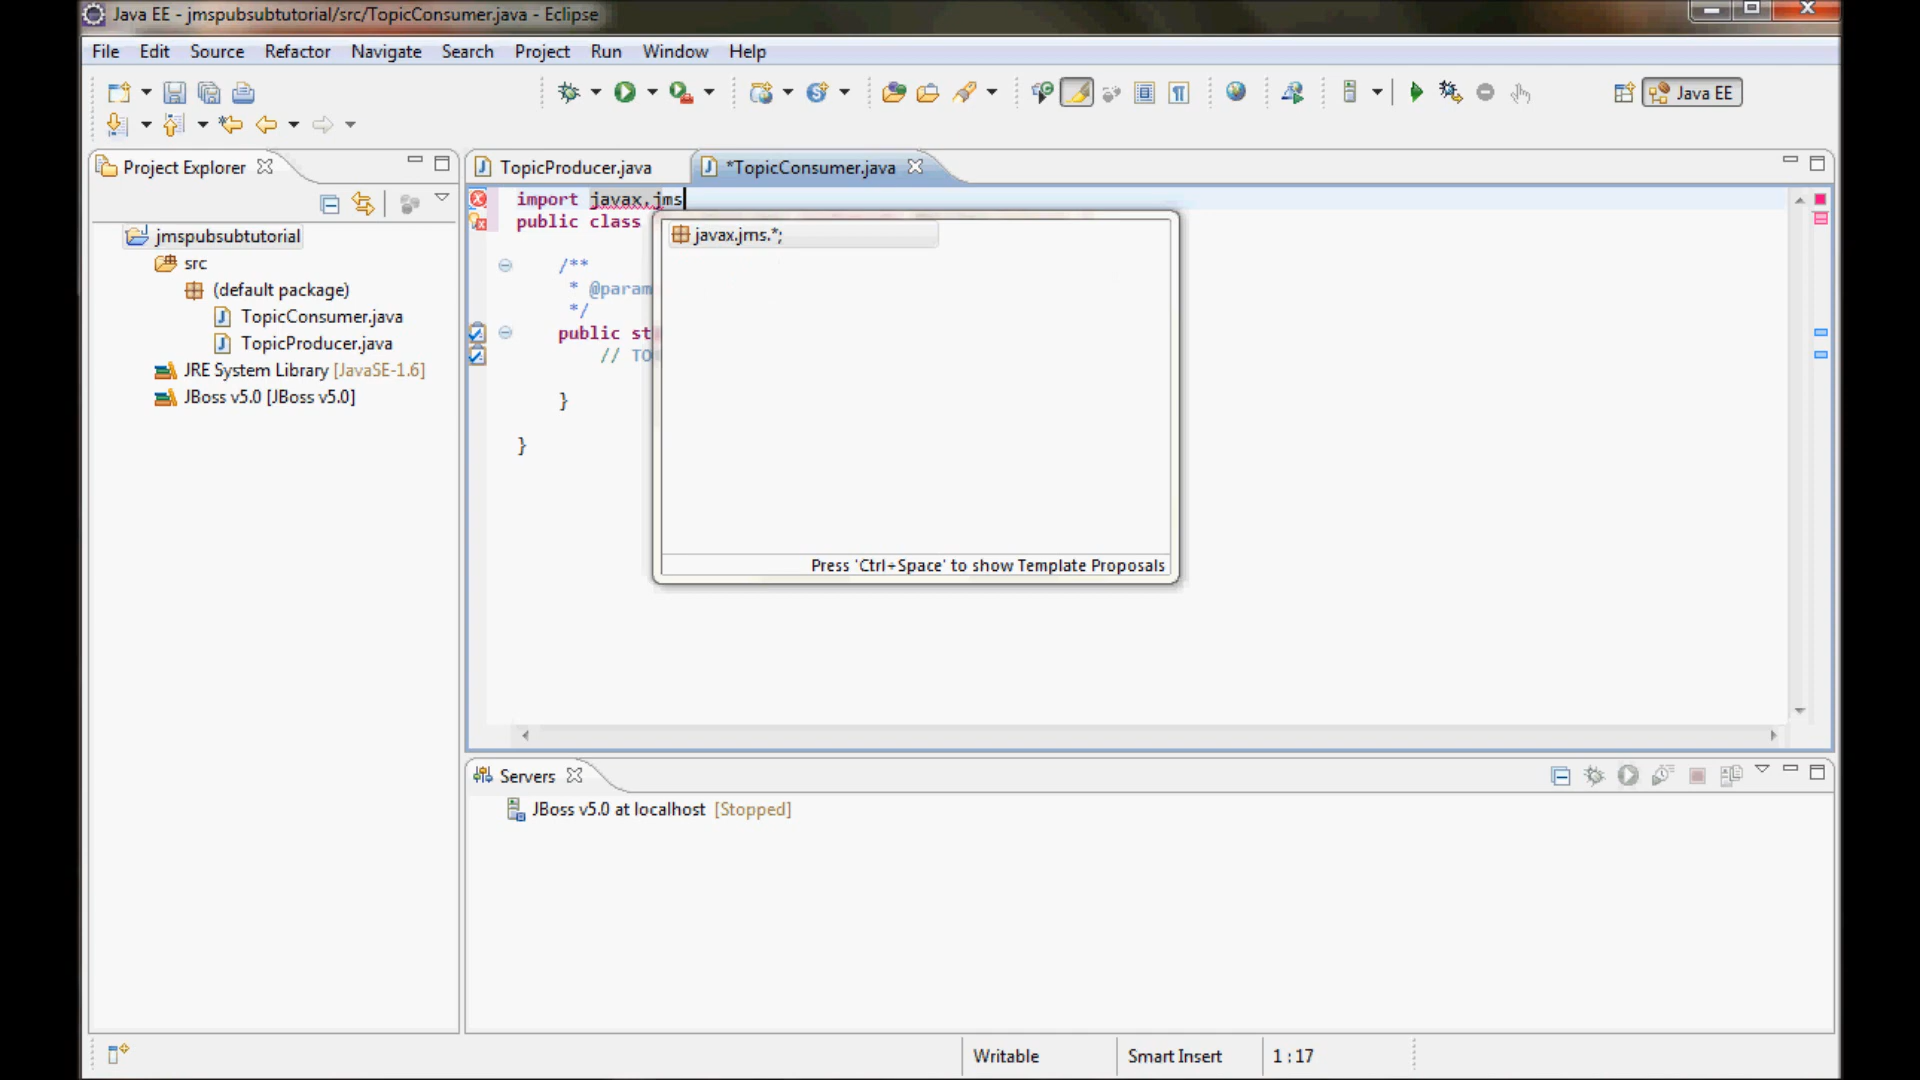 Java EE - jmspubsubtutorial/src/TopicConsumer.java - Eclipse
File Edit Source Refactor Navigate Search Project Run Window Help
Java EE
Project Explorer
TopicProducer.java
*TopicConsumer.java
jmspubsubtutorial
src
(default package)
TopicConsumer.java
TopicProducer.java
JRE System Library [JavaSE-1.6]
JBoss v5.0 [JBoss v5.0]
import javax.jms
public class
/**
* @param
*/
public st
// TO
}
}
javax.jms.*;
Press 'Ctrl+Space' to show Template Proposals
Servers
JBoss v5.0 at localhost [Stopped]
Writable
Smart Insert
1 : 17